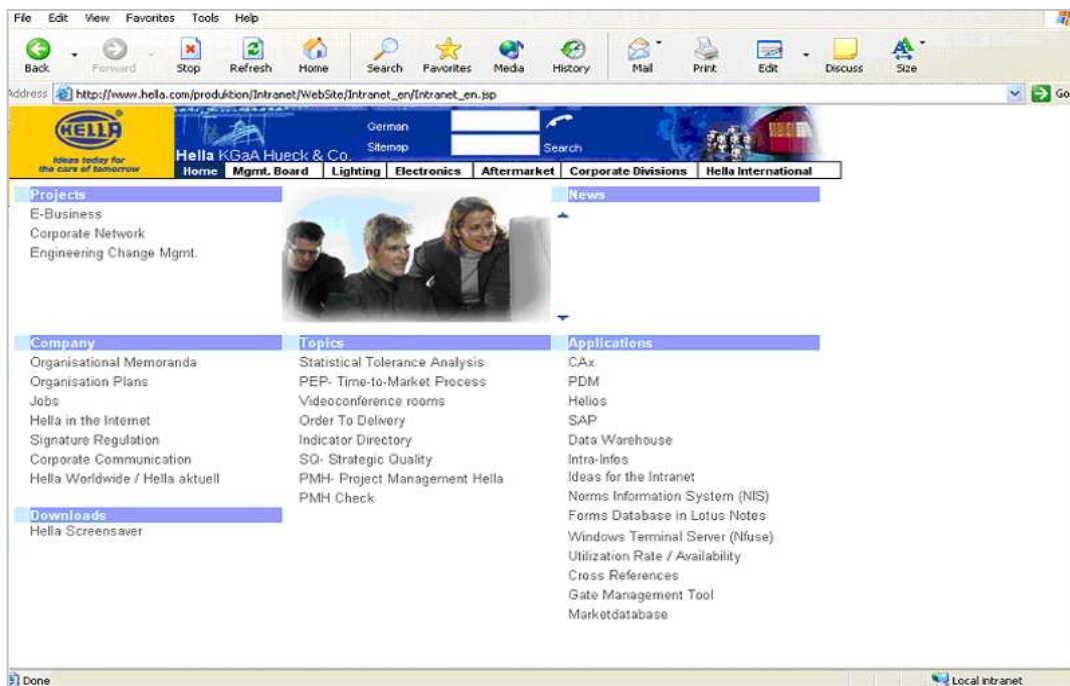 File Edit View Favorites Tools Help
Back Forward Stop Refresh Home Search Favorites Media History Mail Print Edit Discuss Size
Address http://www.hella.com/produktion/Intranet/WebSite/Intranet_en/Intranet_en.jsp Go
HELLA
Ideas today for
the cars of tomorrow
German
Sitemap Search
Hella KGaA Hueck & Co.
Home Mgmt. Board Lighting Electronics Aftermarket Corporate Divisions Hella International
Projects
E-Business
Corporate Network
Engineering Change Mgmt.
News
Company
Organisational Memoranda
Organisation Plans
Jobs
Hella in the Internet
Signature Regulation
Corporate Communication
Hella Worldwide / Hella aktuell
Downloads
Hella Screensaver
Topics
Statistical Tolerance Analysis
PEP- Time-to-Market Process
Videoconference rooms
Order To Delivery
Indicator Directory
SQ- Strategic Quality
PMH- Project Management Hella
PMH Check
Applications
CAx
PDM
Helios
SAP
Data Warehouse
Intra-Infos
Ideas for the Intranet
Norms Information System (NIS)
Forms Database in Lotus Notes
Windows Terminal Server (Nfuse)
Utilization Rate / Availability
Cross References
Gate Management Tool
Marketdatabase
Done Local intranet